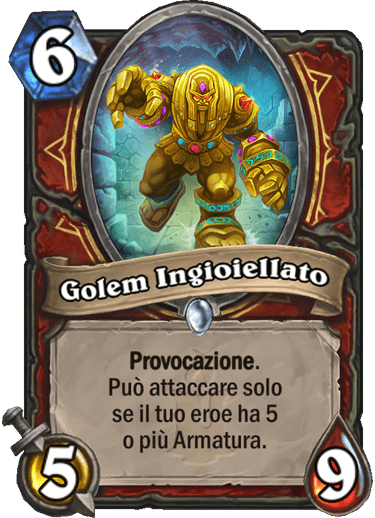 6
Golem Ingioiellato
Provocazione.
Può attaccare solo
se il tuo eroe ha 5
o più Armatura.
5
9